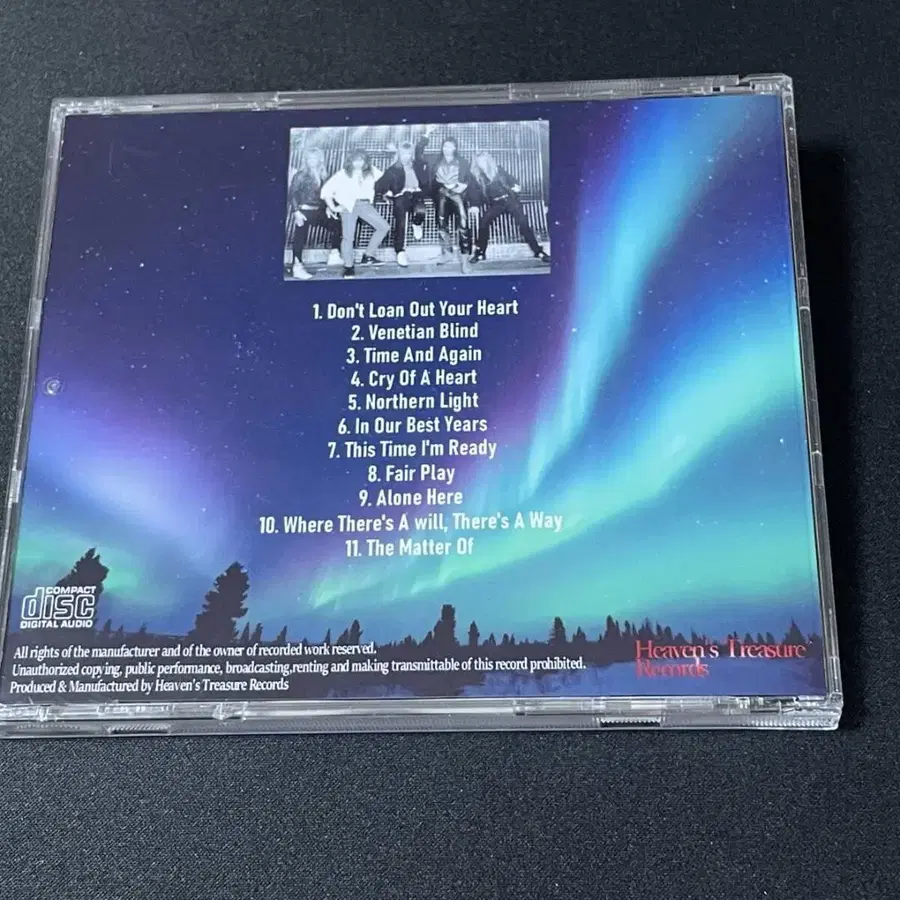 1. Don't Loan Out Your Heart
2. Venetian Blind
3. Time And Again
4. Cry Of A Heart
5. Northern Light
6. In Our Best Years
7. This Time I'm Ready
8. Fair Play
9. Alone Here
10. Where There's A will, There's A Way
11. The Matter Of
COMPACT
disc
DIGITAL AUDIO
All rights of the manufacturer and of the owner of recorded work reserved.
Unauthorized copying, public performance, broadcasting,renting and making transmittable of this record prohibited.
Produced & Manufactured by Heaven's Treasure Records
Heaven's Treasure
Records